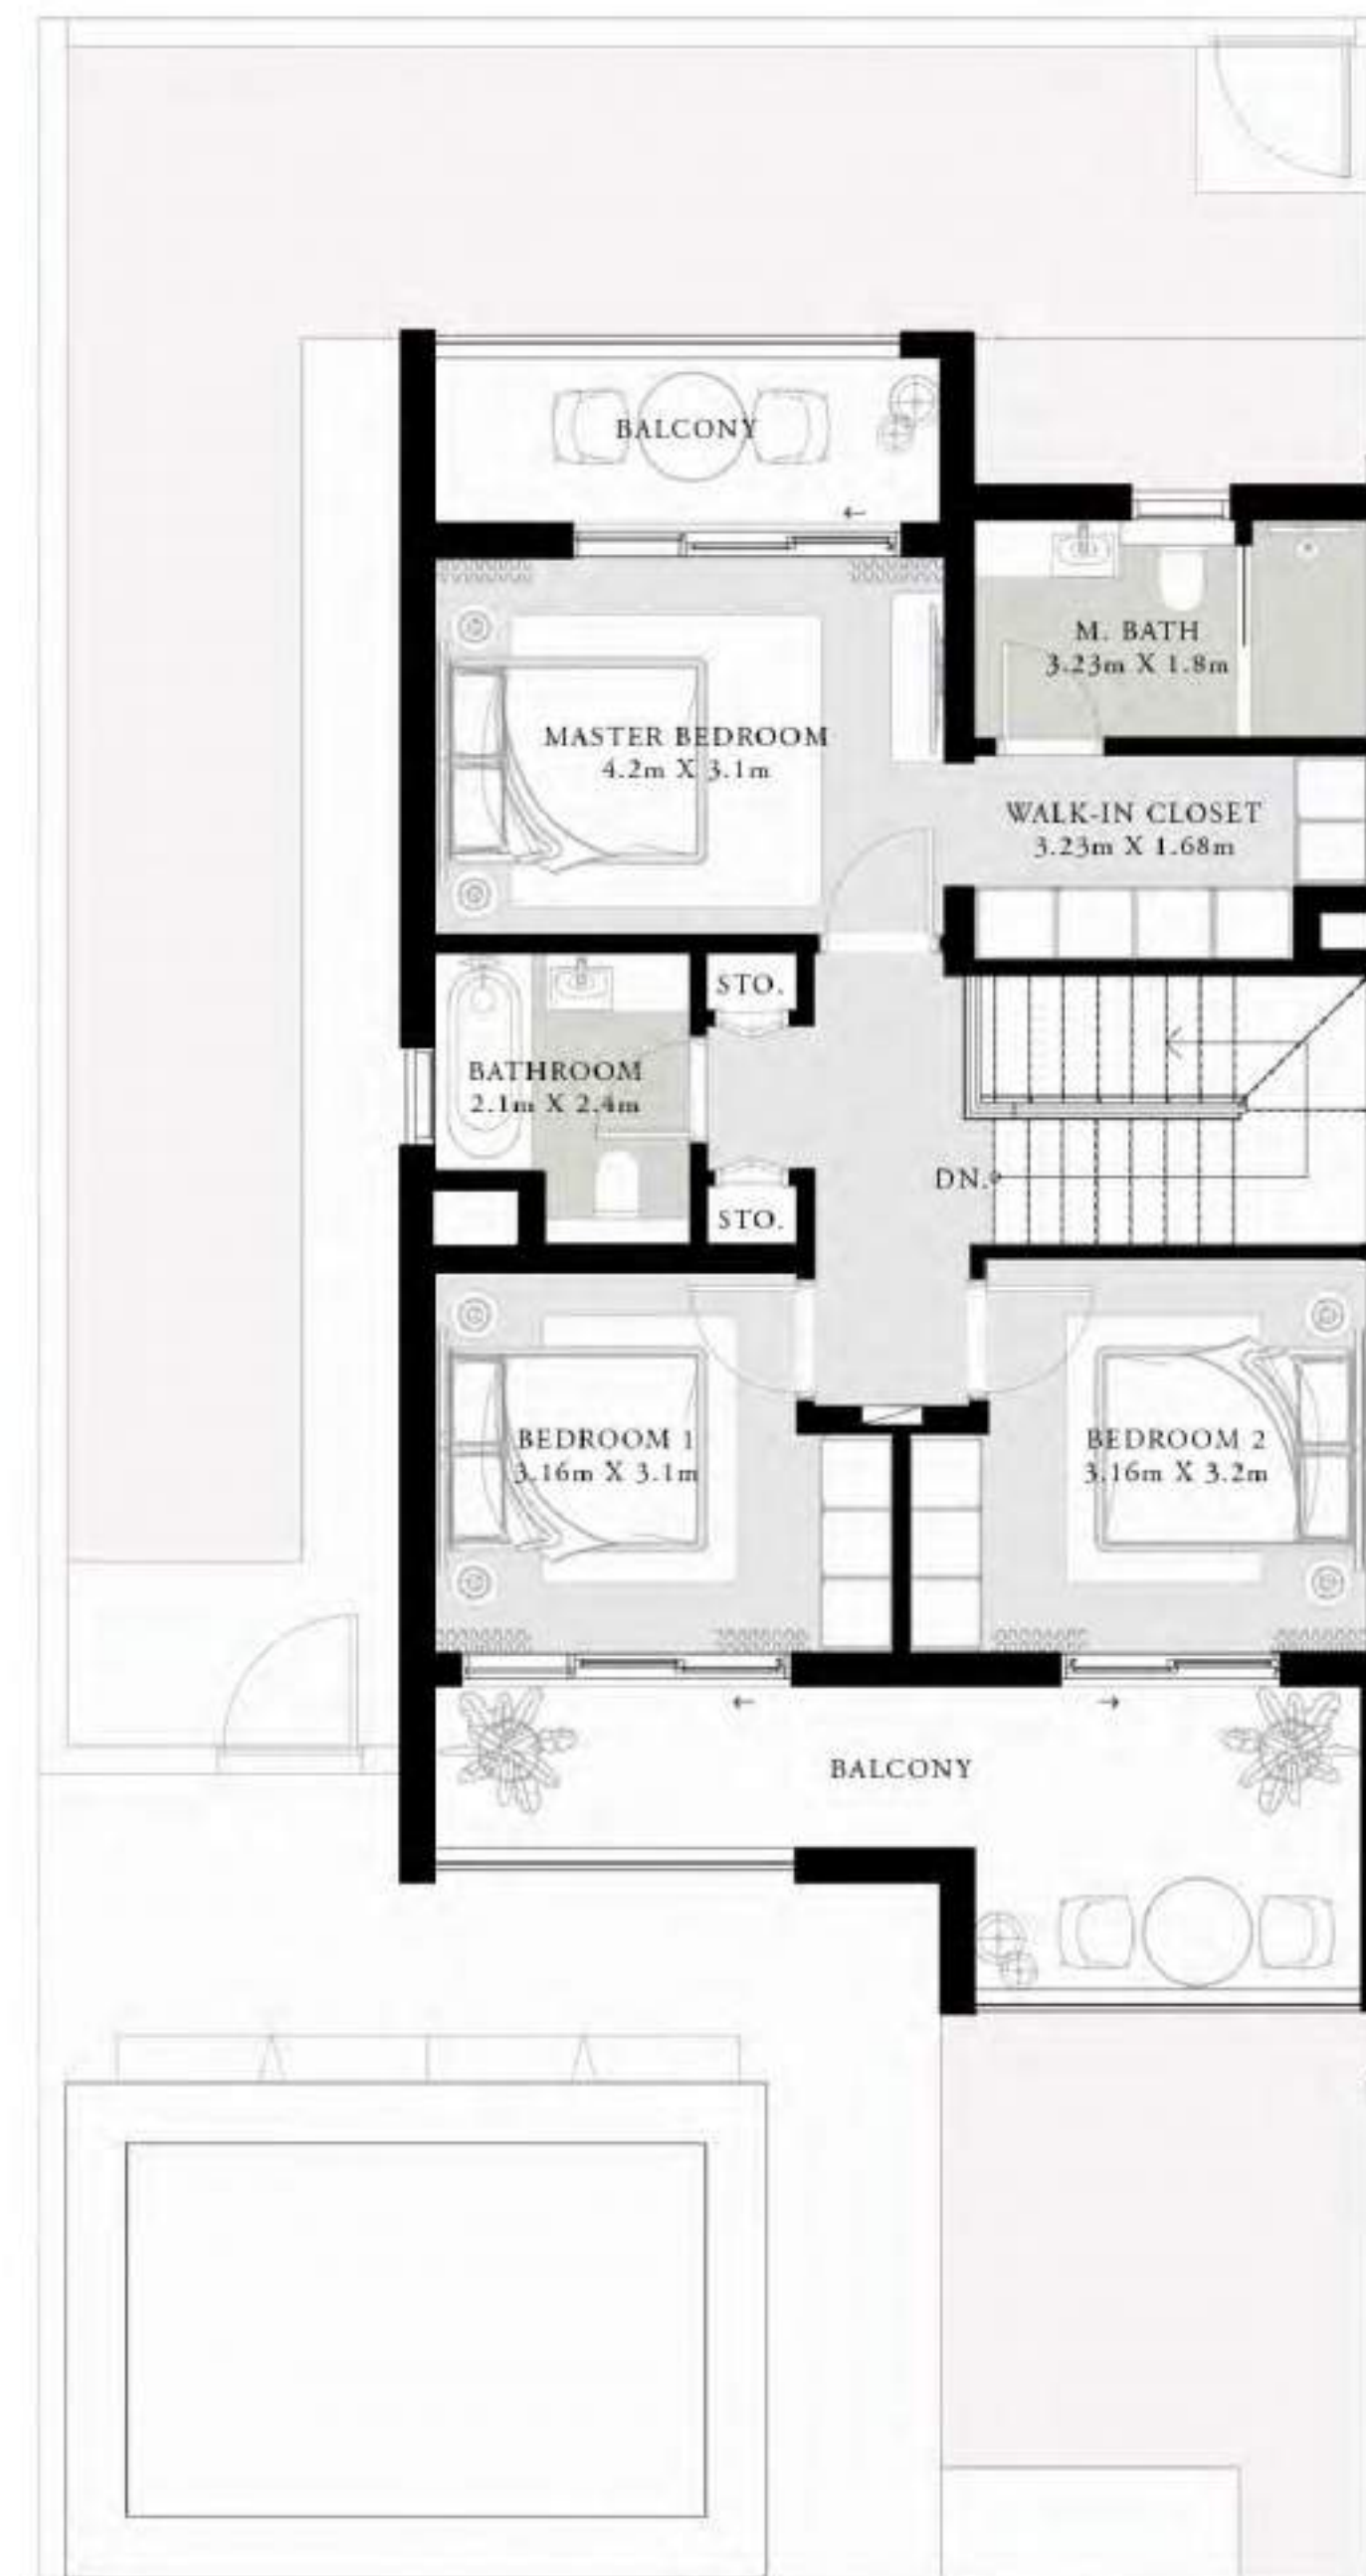 BALCONY
M. BATH
3.23m X 1.8m
MASTER BEDROOM
4.2m X 3.1m
WALK-IN CLOSET
3.23m X 1.68m
STO.
BATHROOM
2.1m X 2.4m
DN.
STO.
BEDROOM 1
3.16m X 3.1m
BEDROOM 2
3.16m X 3.2m
BALCONY